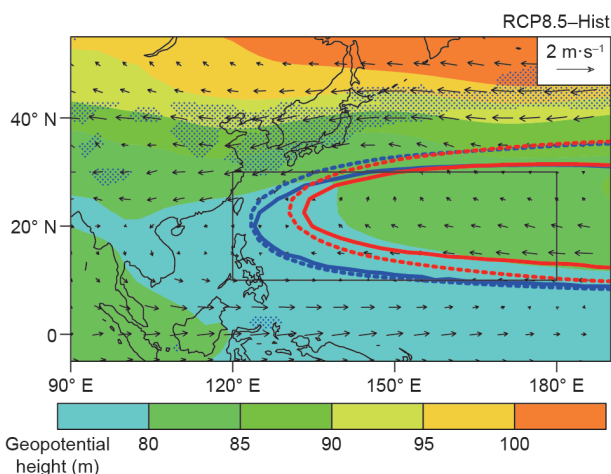 RCP8.5–Hist
2 m·s⁻¹
40° N
20° N
0
90° E 120° E 150° E 180° E
80 85 90 95 100
Geopotential
height (m)